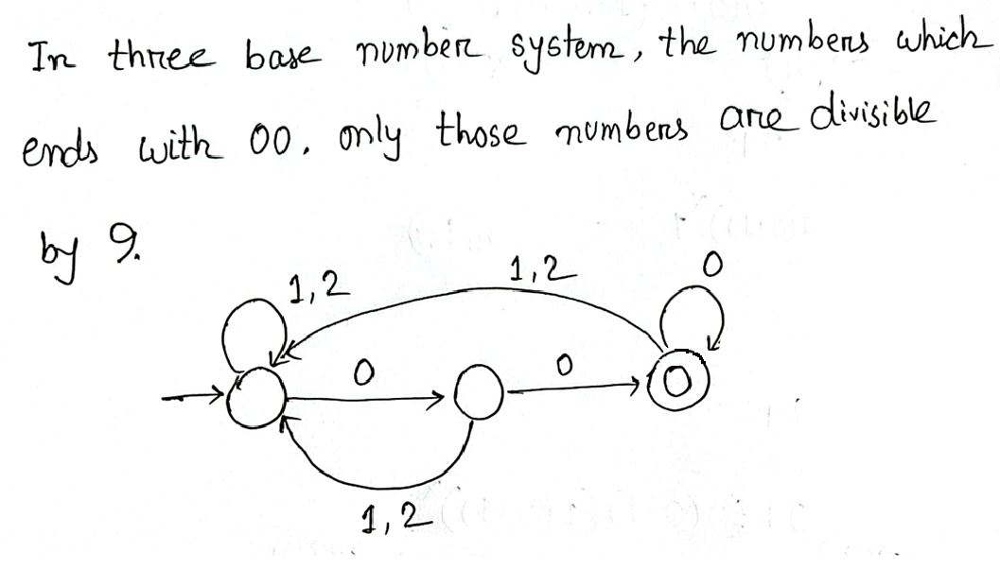 In three base number system, the numbers which
ends with 00. only those numbers are divisible
by 9.
1,2
1,2
0
0
0
1,2